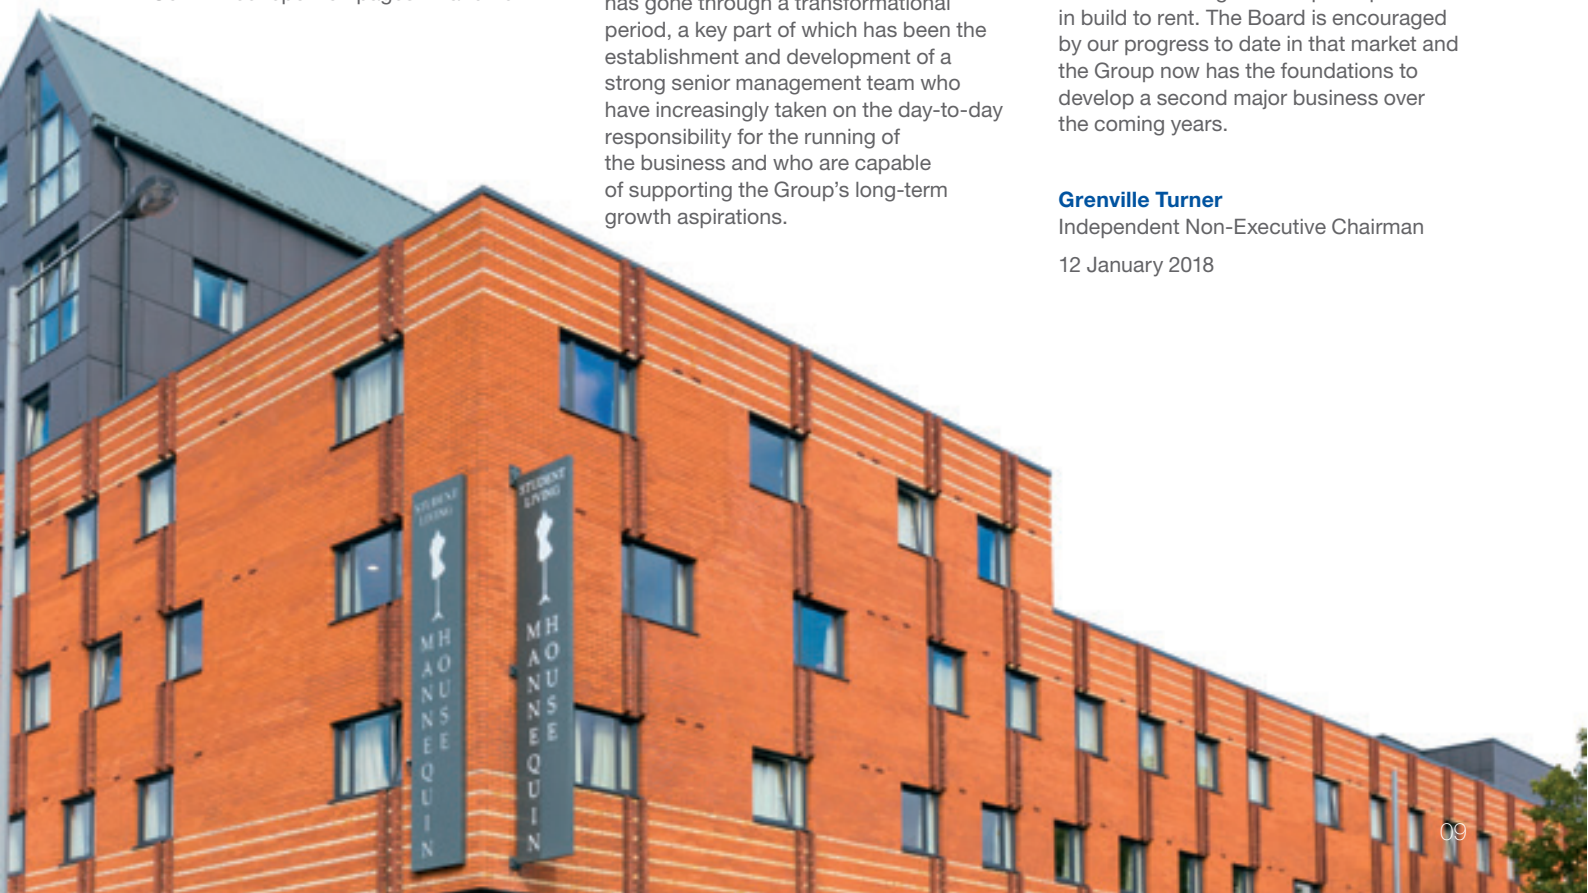 has gone through a transformational
period, a key part of which has been the
establishment and development of a
strong senior management team who
have increasingly taken on the day-to-day
responsibility for the running of
the business and who are capable
of supporting the Group's long-term
growth aspirations.
in build to rent. The Board is encouraged
by our progress to date in that market and
the Group now has the foundations to
develop a second major business over
the coming years.
Grenville Turner
Independent Non-Executive Chairman
12 January 2018
STUDENT
LIVING
MANNEQUIN
HOUSE
STUDENT
LIVING
MANNEQUIN
HOUSE
09